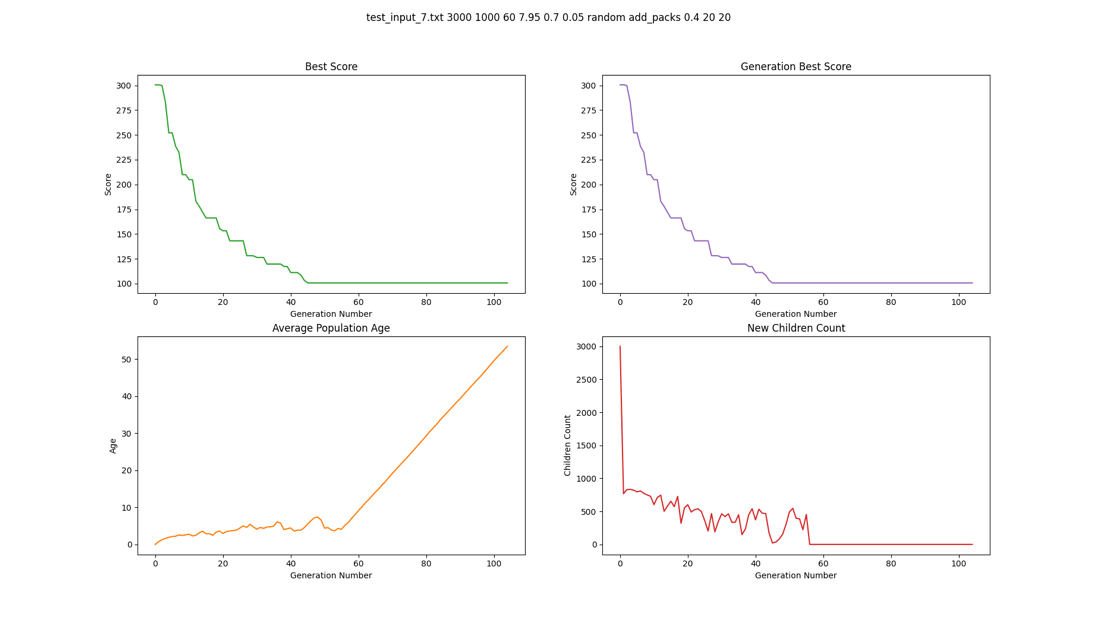 test_input_7.txt 3000 1000 60 7.95 0.7 0.05 random add_packs 0.4 20 20
Best Score
Score
300
275
250
225
200
175
150
125
100
0 20 40 60 80 100
Generation Number
Generation Best Score
Score
300
275
250
225
200
175
150
125
100
0 20 40 60 80 100
Generation Number
Average Population Age
Age
50
40
30
20
10
0
0 20 40 60 80 100
Generation Number
New Children Count
Children Count
3000
2500
2000
1500
1000
500
0
0 20 40 60 80 100
Generation Number